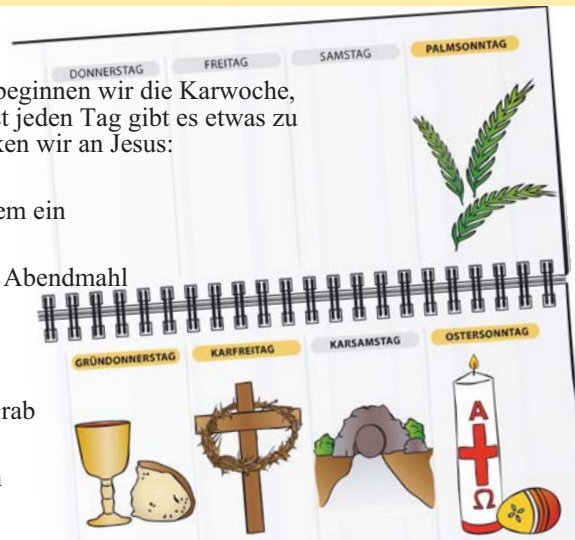 DONNERSTAG
FREITAG
SAMSTAG
PALMSONNTAG
beginnen wir die Karwoche,
st jeden Tag gibt es etwas zu
ken wir an Jesus:
em ein
Abendmahl
GRÜNDONNERSTAG
KARFREITAG
KARSAMSTAG
OSTERSONNTAG
rab
A
Ω